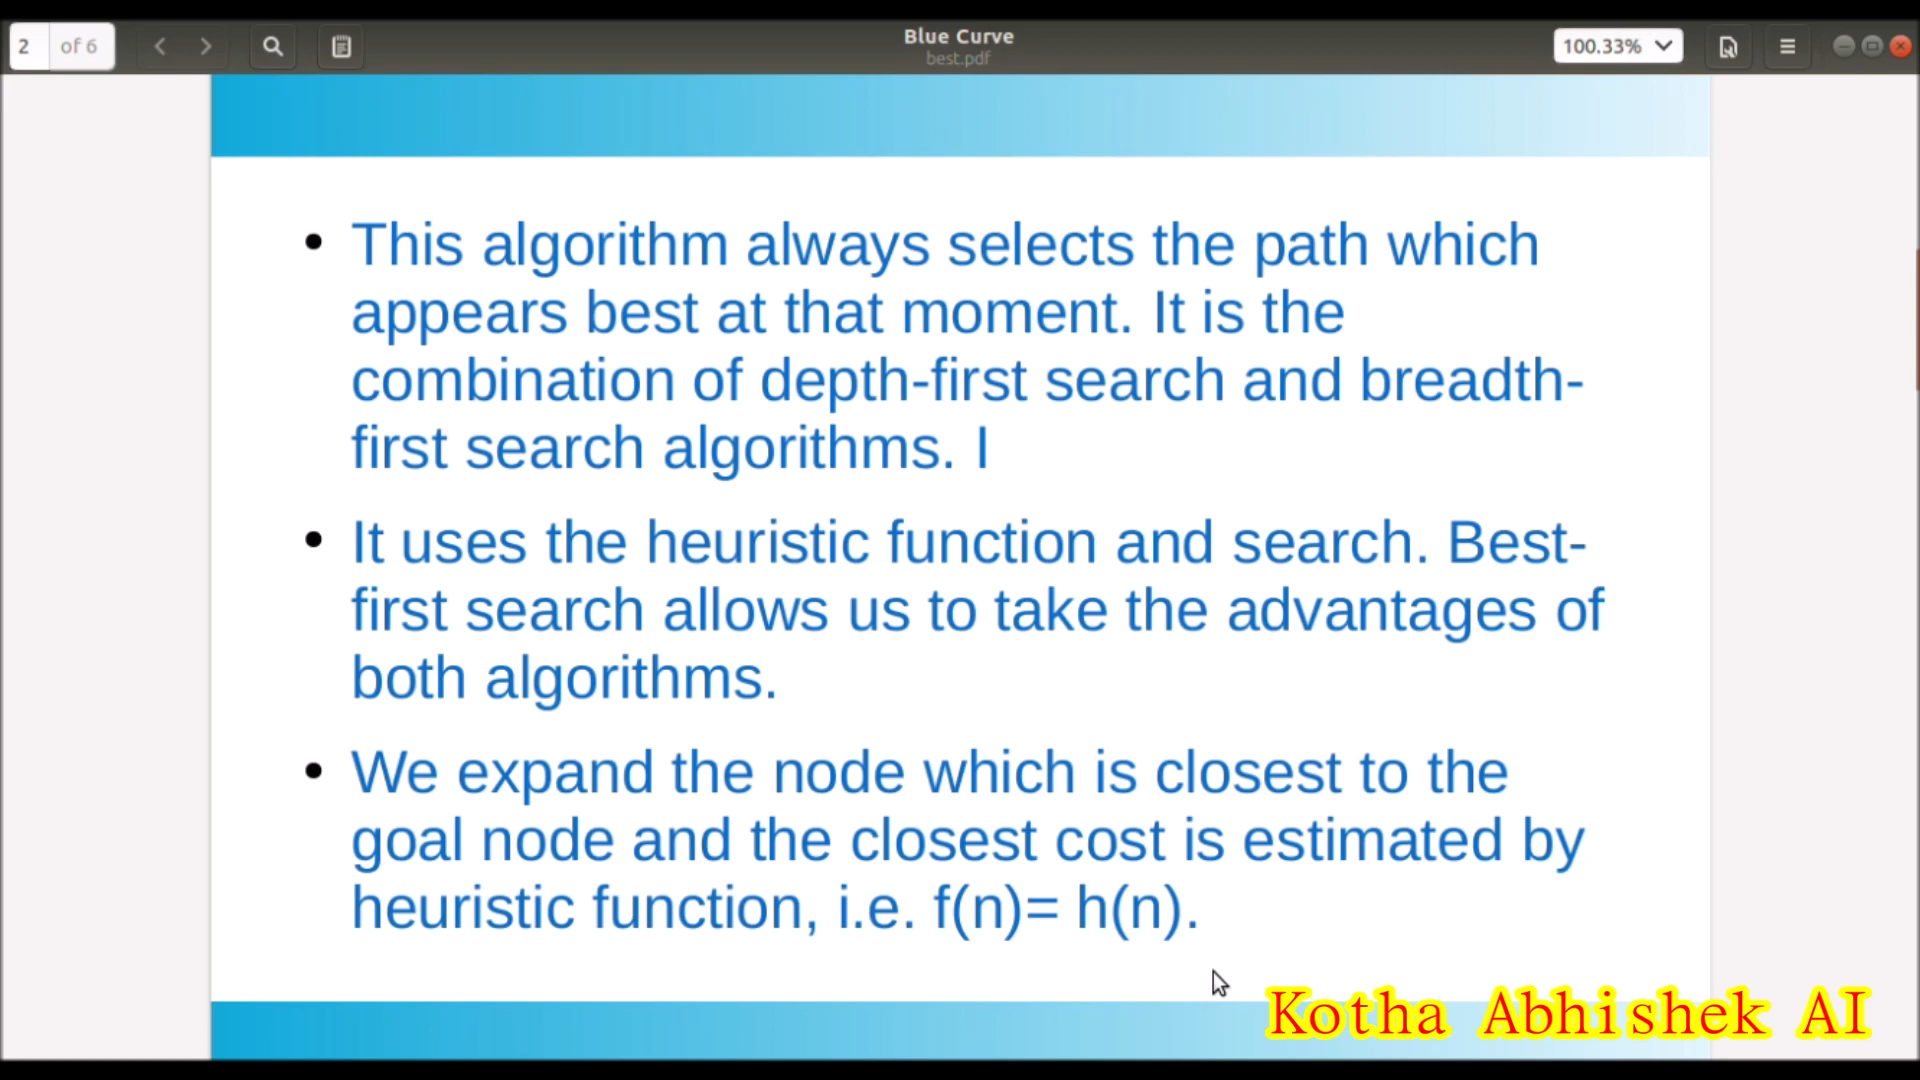 2 of 6
Blue Curve
best.pdf
100.33%
• This algorithm always selects the path which
appears best at that moment. It is the
combination of depth-first search and breadth-
first search algorithms. I
• It uses the heuristic function and search. Best-
first search allows us to take the advantages of
both algorithms.
• We expand the node which is closest to the
goal node and the closest cost is estimated by
heuristic function, i.e. f(n)= h(n).
Kotha Abhishek AI